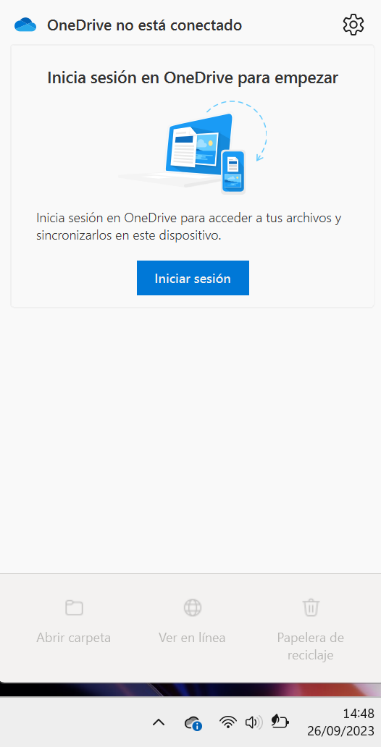 OneDrive no está conectado
Inicia sesión en OneDrive para empezar
Inicia sesión en OneDrive para acceder a tus archivos y
sincronizarlos en este dispositivo.
Iniciar sesión
Abrir carpeta
Ver en línea
Papelera de
reciclaje
14:48
26/09/2023